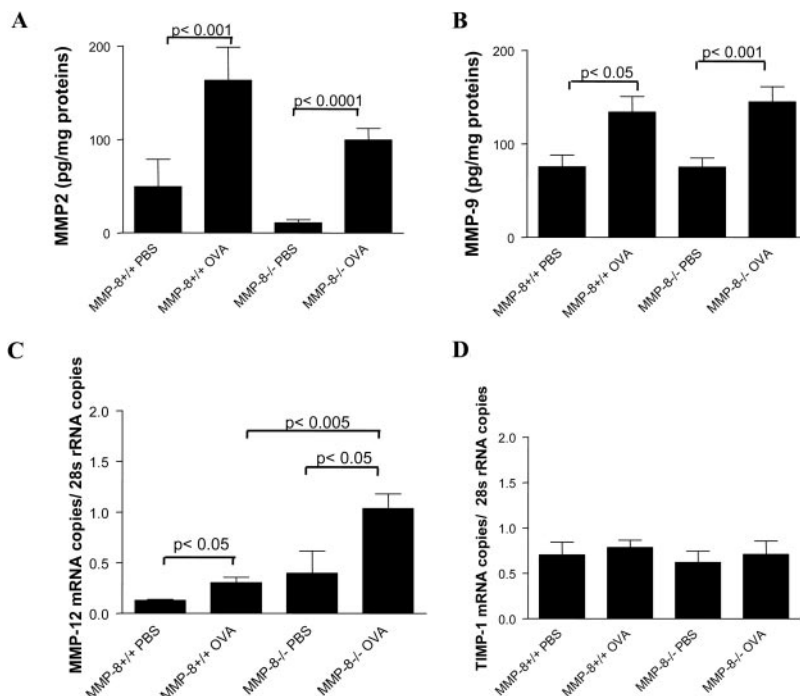 A
MMP2 (pg/mg proteins)
200
100
0
p< 0.001
p< 0.0001
MMP-8+/+ PBS
MMP-8+/+ OVA
MMP-8-/- PBS
MMP-8-/- OVA
B
MMP-9 (pg/mg proteins)
200
100
0
p< 0.05
p< 0.001
MMP-8+/+ PBS
MMP-8+/+ OVA
MMP-8-/- PBS
MMP-8-/- OVA
C
MMP-12 mRNA copies/ 28s rRNA copies
2.0
1.5
1.0
0.5
0.0
p< 0.005
p< 0.05
p< 0.05
MMP-8+/+ PBS
MMP-8+/+ OVA
MMP-8-/- PBS
MMP-8-/- OVA
D
TIMP-1 mRNA copies/ 28s rRNA copies
2.0
1.5
1.0
0.5
0.0
MMP-8+/+ PBS
MMP-8+/+ OVA
MMP-8-/- PBS
MMP-8-/- OVA